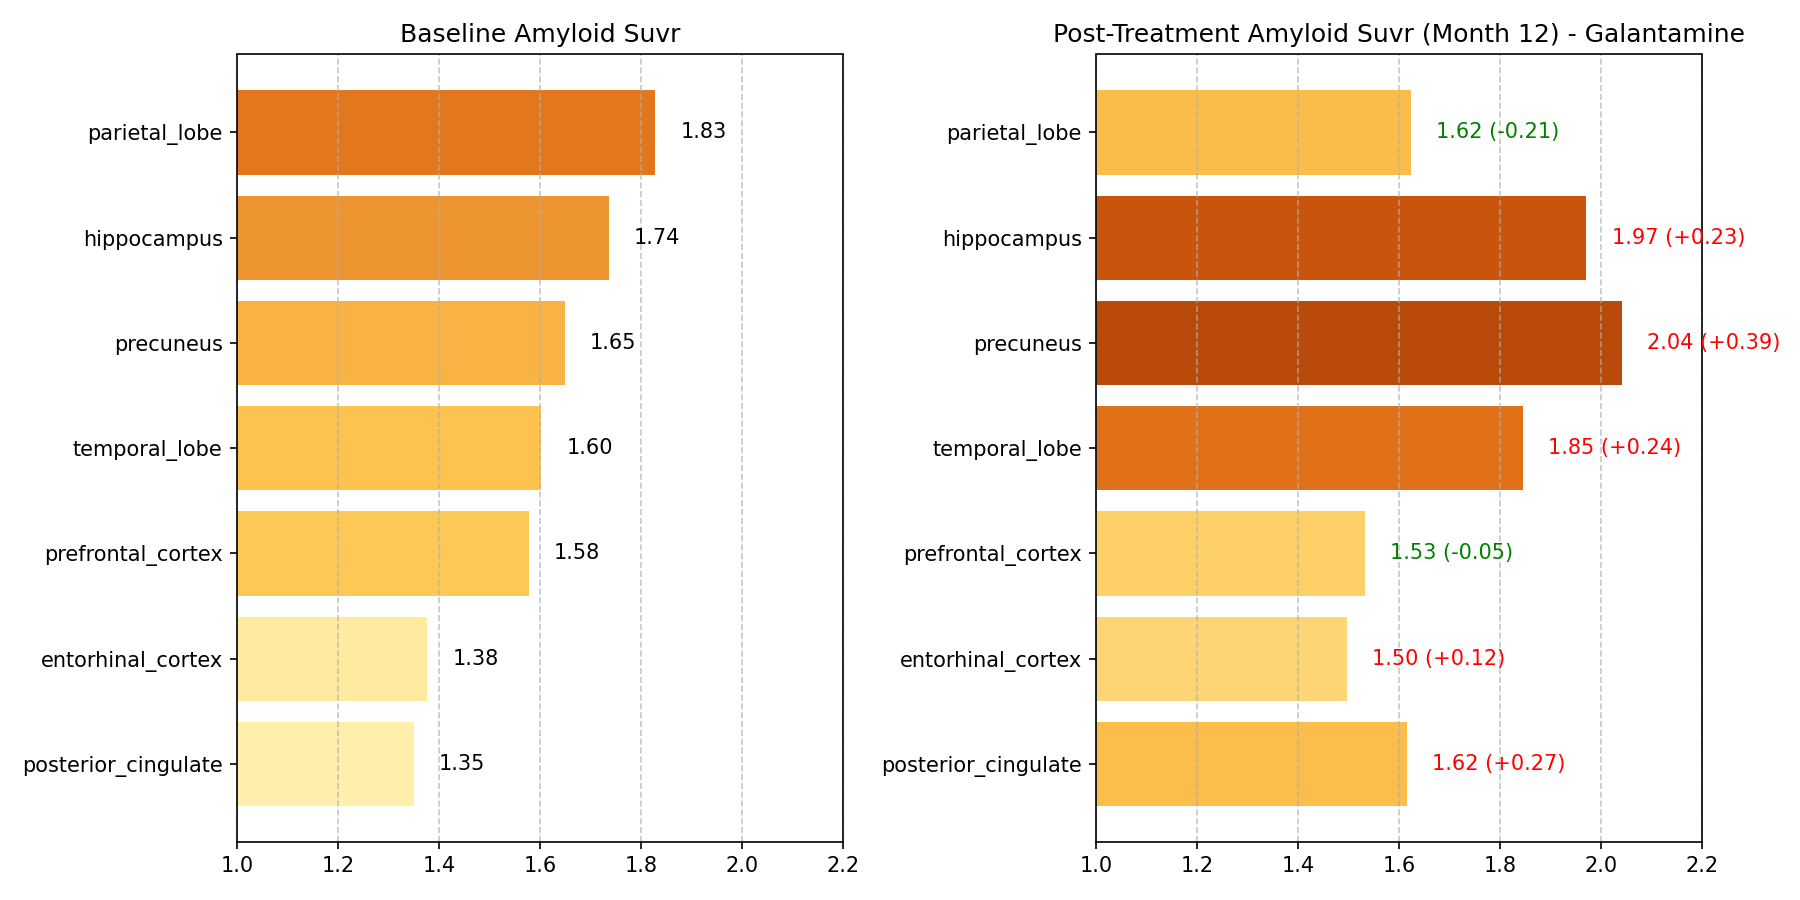 Baseline Amyloid Suvr
parietal_lobe
1.83
hippocampus
1.74
precuneus
1.65
temporal_lobe
1.60
prefrontal_cortex
1.58
entorhinal_cortex
1.38
posterior_cingulate
1.35
1.0 1.2 1.4 1.6 1.8 2.0 2.2
Post-Treatment Amyloid Suvr (Month 12) - Galantamine
parietal_lobe
1.62 (-0.21)
hippocampus
1.97 (+0.23)
precuneus
2.04 (+0.39)
temporal_lobe
1.85 (+0.24)
prefrontal_cortex
1.53 (-0.05)
entorhinal_cortex
1.50 (+0.12)
posterior_cingulate
1.62 (+0.27)
1.0 1.2 1.4 1.6 1.8 2.0 2.2